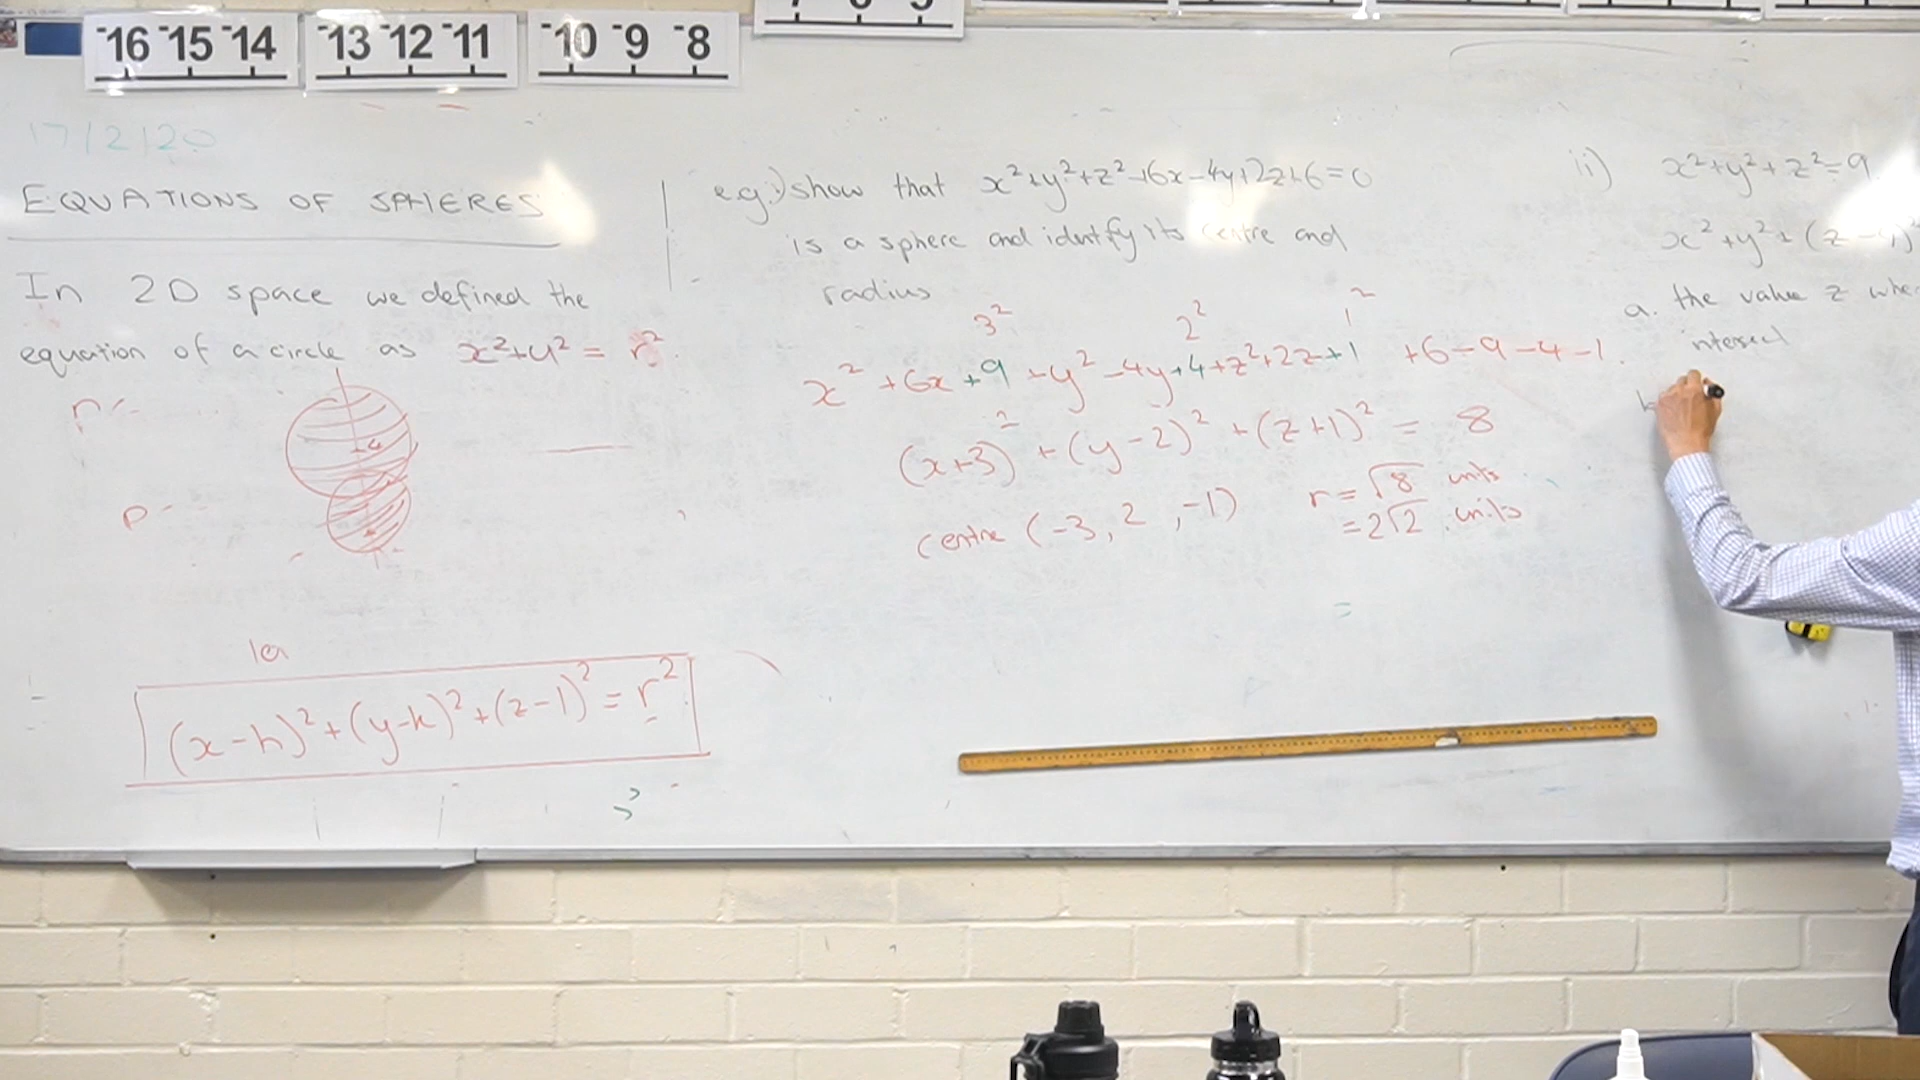 -16 -15 -14
-13 -12 -11
-10 -9 -8
17/2/20
EQUATIONS OF SPHERES
In 2D space we defined the
equation of a circle as x²+y² = r².
(x-h)²+(y-k)²+(z-l)² = r²
e.g. i) show that x²+y²+z²+6x-4y+2z+6=0
is a sphere and identify its centre and
radius
3² 2² 1²
x² +6x +9 +y² -4y +4 +z²+2z +1 +6-9-4-1.
(x+3)² + (y-2)² + (z+1)² = 8
centre (-3, 2, -1)
r = √8 units
= 2√2 units
ii) x²+y²+z²=9
x²+y²+(z-4)²
a. the value z whe
intersect